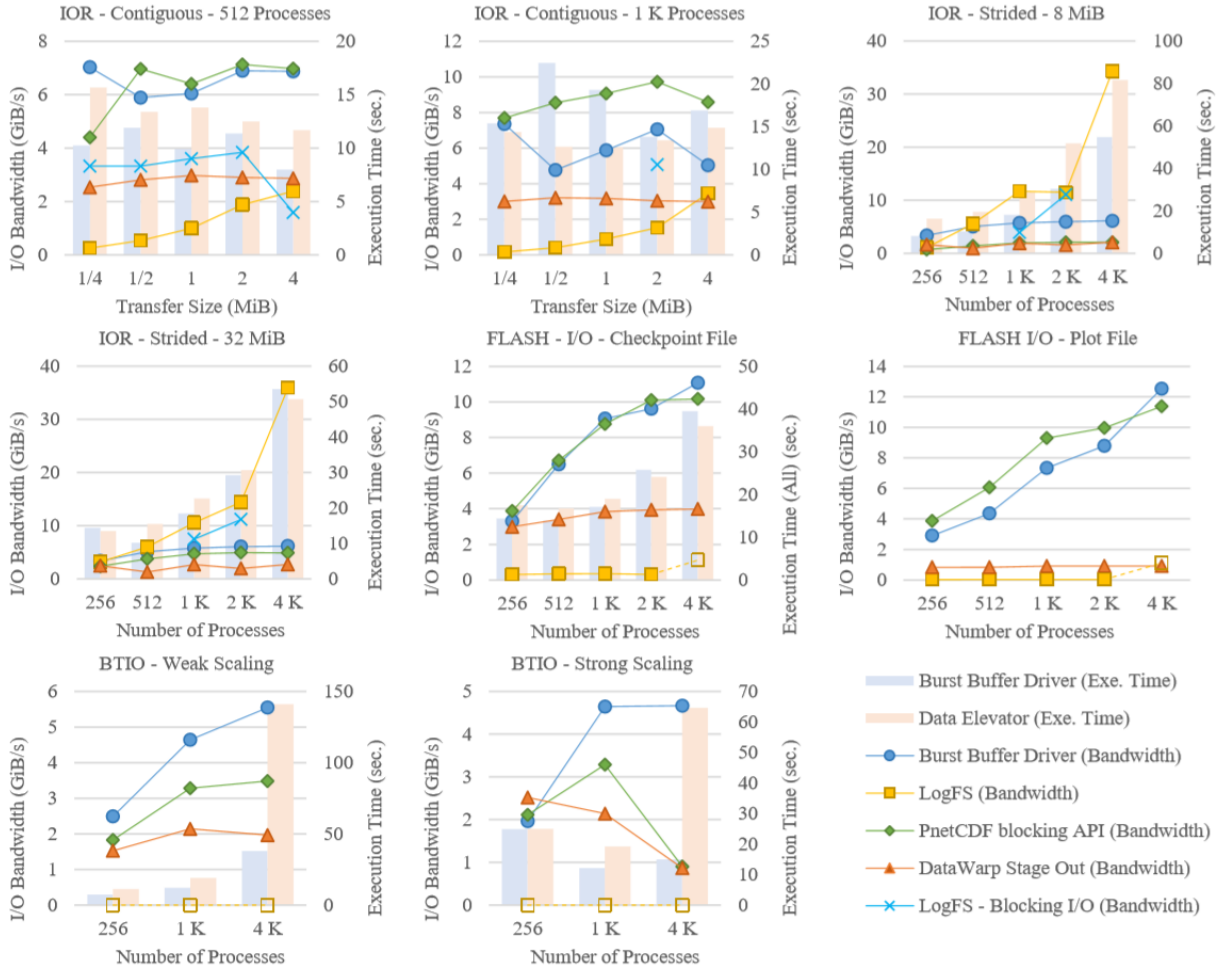 IOR - Contiguous - 512 Processes
I/O Bandwidth (GiB/s)
8
7
6
5
4
3
2
1
0
20
15
10
5
0
Execution Time (sec.)
1/4 1/2 1 2 4
Transfer Size (MiB)
IOR - Contiguous - 1 K Processes
I/O Bandwidth (GiB/s)
12
10
8
6
4
2
0
25
20
15
10
5
0
Execution Time (sec.)
1/4 1/2 1 2 4
Transfer Size (MiB)
IOR - Strided - 8 MiB
I/O Bandwidth (GiB/s)
40
30
20
10
0
100
80
60
40
20
0
Execution Time (sec.)
256 512 1 K 2 K 4 K
Number of Processes
IOR - Strided - 32 MiB
I/O Bandwidth (GiB/s)
40
30
20
10
0
60
50
40
30
20
10
0
Execution Time (sec.)
256 512 1 K 2 K 4 K
Number of Processes
FLASH - I/O - Checkpoint File
I/O Bandwidth (GiB/s)
12
10
8
6
4
2
0
50
40
30
20
10
0
Execution Time (All) (sec.)
256 512 1 K 2 K 4 K
Number of Processes
FLASH I/O - Plot File
I/O Bandwidth (GiB/s)
14
12
10
8
6
4
2
0
256 512 1 K 2 K 4 K
Number of Processes
BTIO - Weak Scaling
I/O Bandwidth (GiB/s)
6
5
4
3
2
1
0
150
100
50
0
Execution Time (sec.)
256 1 K 4 K
Number of Processes
BTIO - Strong Scaling
I/O Bandwidth (GiB/s)
5
4
3
2
1
0
70
60
50
40
30
20
10
0
Execution Time (sec.)
256 1 K 4 K
Number of Processes
Burst Buffer Driver (Exe. Time)
Data Elevator (Exe. Time)
Burst Buffer Driver (Bandwidth)
LogFS (Bandwidth)
PnetCDF blocking API (Bandwidth)
DataWarp Stage Out (Bandwidth)
LogFS - Blocking I/O (Bandwidth)